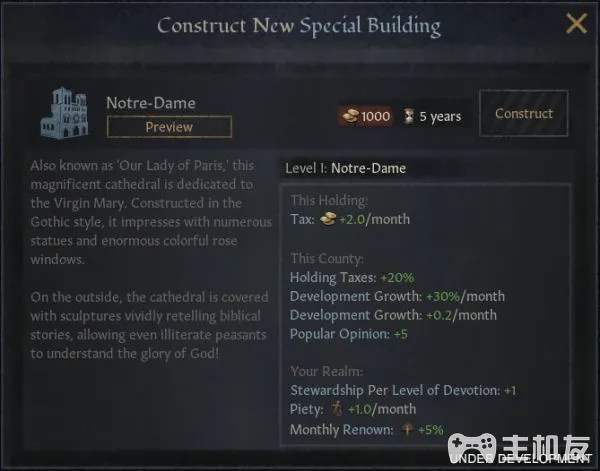 Construct New Special Building
Notre-Dame
Preview
1000
5 years
Construct
Also known as 'Our Lady of Paris,' this
magnificent cathedral is dedicated to
the Virgin Mary. Constructed in the
Gothic style, it impresses with numerous
statues and enormous colorful rose
windows.
On the outside, the cathedral is covered
with sculptures vividly retelling biblical
stories, allowing even illiterate peasants
to understand the glory of God!
Level 1: Notre-Dame
This Holding:
Tax: +2.0/month
This County:
Holding Taxes: +20%
Development Growth: +30%/month
Development Growth: +0.2/month
Popular Opinion: +5
Your Realm:
Stewardship Per Level of Devotion: +1
Piety: +1.0/month
Monthly Renown: +5%
主机友
UNDER DEVELOPMENT